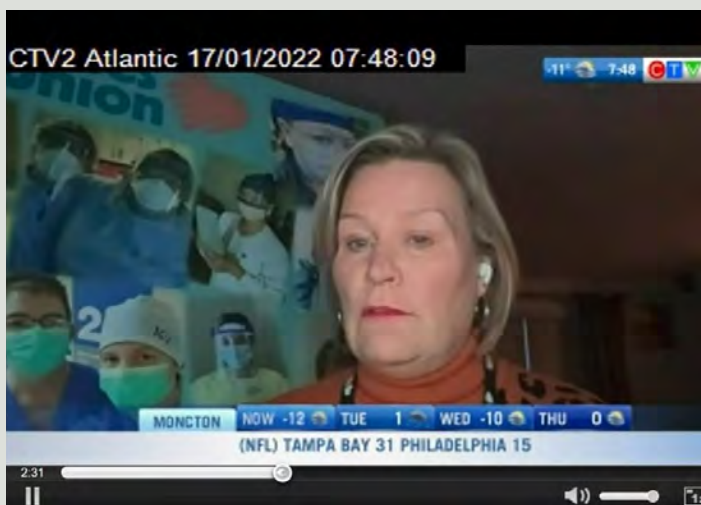 CTV2 Atlantic 17/01/2022 07:48:09
-11° 7:48 CTV
Union
MONCTON NOW -12 TUE 1 WED -10 THU 0
(NFL) TAMPA BAY 31 PHILADELPHIA 15
2:31